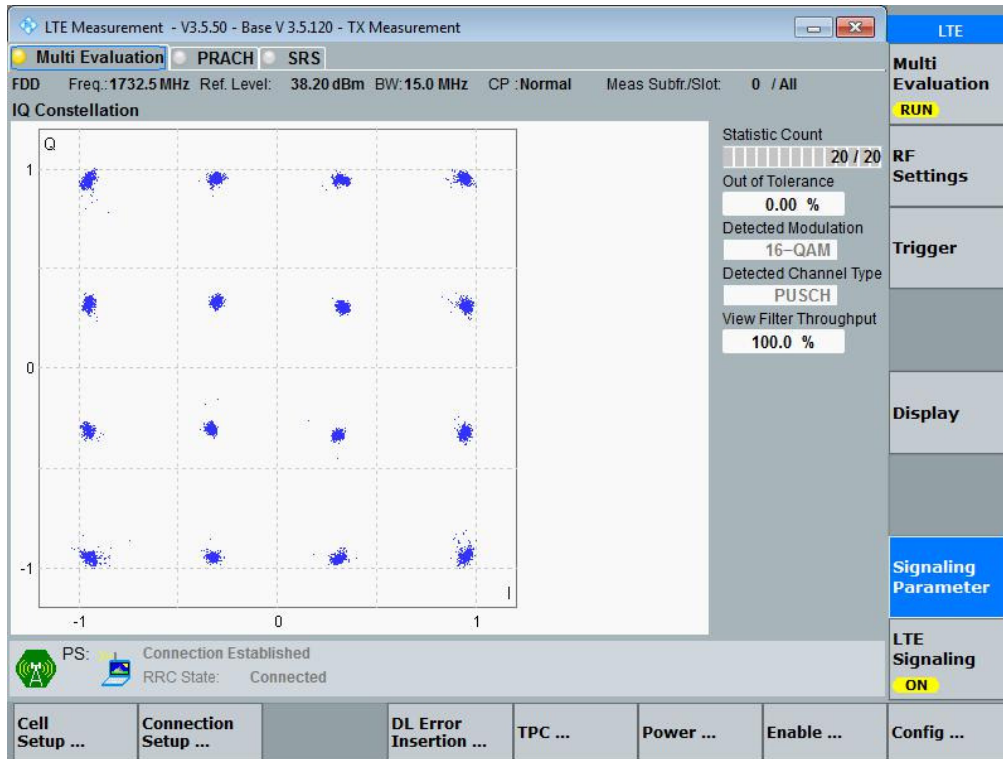 LTE Measurement - V3.5.50 - Base V 3.5.120 - TX Measurement
LTE
Multi Evaluation PRACH SRS
FDD Freq.:1732.5 MHz Ref. Level: 38.20 dBm BW:15.0 MHz CP :Normal Meas Subfr./Slot: 0 / All
IQ Constellation
Q
1
0
-1
-1 0 1
I
Statistic Count
20 / 20
Out of Tolerance
0.00 %
Detected Modulation
16-QAM
Detected Channel Type
PUSCH
View Filter Throughput
100.0 %
Multi
Evaluation
RUN
RF
Settings
Trigger
Display
Signaling
Parameter
LTE
Signaling
ON
PS: Connection Established
RRC State: Connected
Cell
Setup ...
Connection
Setup ...
DL Error
Insertion ...
TPC ...
Power ...
Enable ...
Config ...